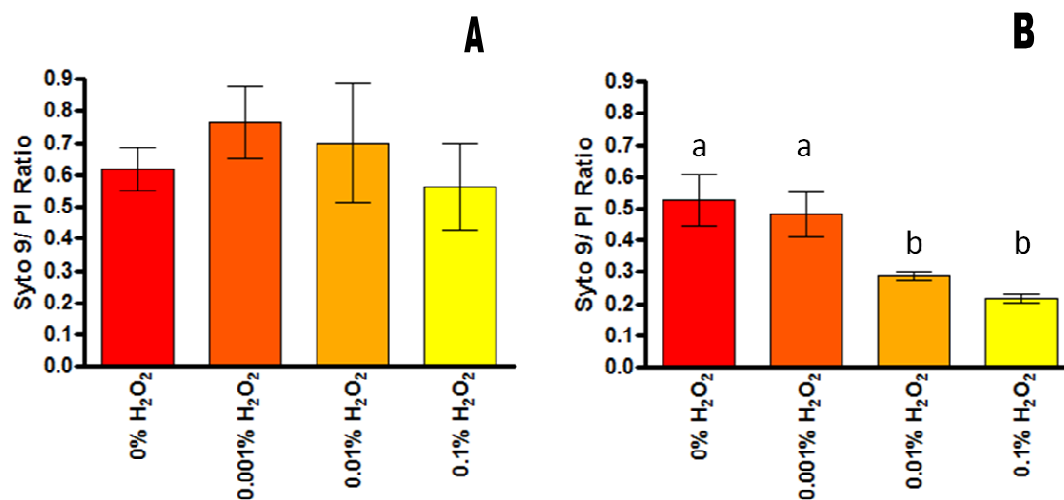 A
0.9
0.8
0.7
0.6
0.5
0.4
0.3
0.2
0.1
0.0
Syto 9/ PI Ratio
0% H₂O₂
0.001% H₂O₂
0.01% H₂O₂
0.1% H₂O₂
B
0.9
0.8
0.7
0.6
0.5
0.4
0.3
0.2
0.1
0.0
Syto 9/ PI Ratio
a
a
b
b
0% H₂O₂
0.001% H₂O₂
0.01% H₂O₂
0.1% H₂O₂